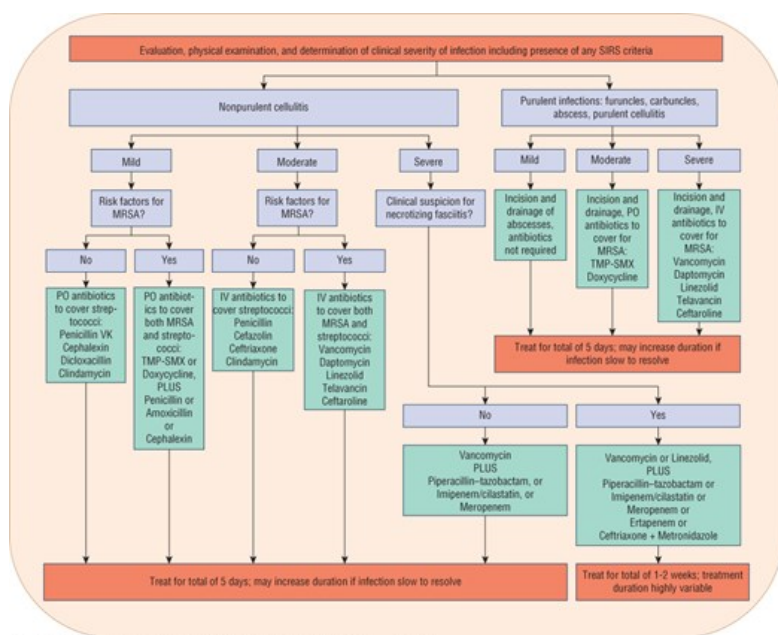 Evaluation, physical examination, and determination of clinical severity of infection including presence of any SIRS criteria
Nonpurulent cellulitis
Purulent infections: furuncles, carbuncles,
abscess, purulent cellulitis
Mild
Moderate
Severe
Mild
Moderate
Severe
Risk factors for
MRSA?
Risk factors for
MRSA?
Clinical suspicion for
necrotizing fasciitis?
Incision and
drainage of
abscesses,
antibiotics
not required
Incision and
drainage, PO
antibiotics to
cover for
MRSA:
TMP-SMX
Doxycycline
Incision and
drainage, IV
antibiotics to
cover for
MRSA:
Vancomycin
Daptomycin
Linezolid
Telavancin
Ceftaroline
No
Yes
No
Yes
PO antibiotics
to cover strep-
tococci:
Penicillin VK
Cephalexin
Dicloxacillin
Clindamycin
PO antibiot-
ics to cover
both MRSA
and strepto-
cocci:
TMP-SMX or
Doxycycline,
PLUS
Penicillin or
Amoxicillin
or
Cephalexin
IV antibiotics to
cover streptococci:
Penicillin
Cefazolin
Ceftriaxone
Clindamycin
IV antibiotics to
cover both
MRSA and
streptococci:
Vancomycin
Daptomycin
Linezolid
Telavancin
Ceftaroline
Treat for total of 5 days; may increase duration if
infection slow to resolve
No
Yes
Vancomycin
PLUS
Piperacillin–tazobactam, or
Imipenem/cilastatin, or
Meropenem
Vancomycin or Linezolid,
PLUS
Piperacillin–tazobactam or
Imipenem/cilastatin or
Meropenem or
Ertapenem or
Ceftriaxone + Metronidazole
Treat for total of 5 days; may increase duration if infection slow to resolve
Treat for total of 1-2 weeks; treatment
duration highly variable